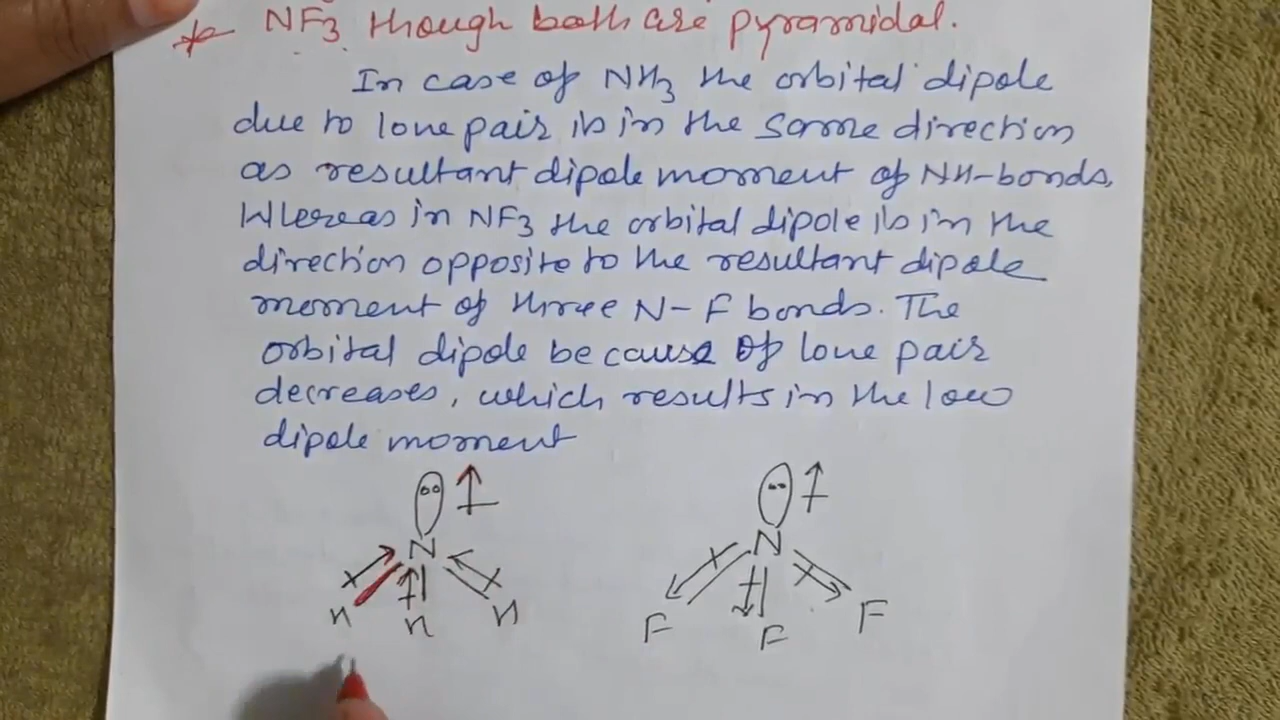 * NF3 though both are pyramidal.
In case of NH3 the orbital dipole
due to lone pair is in the same direction
as resultant dipole moment of NH-bonds,
Whereas in NF3 the orbital dipole is in the
direction opposite to the resultant dipole
moment of three N-F bonds. The
orbital dipole because of lone pair
decreases, which results in the low
dipole moment
N N
H H H F F F